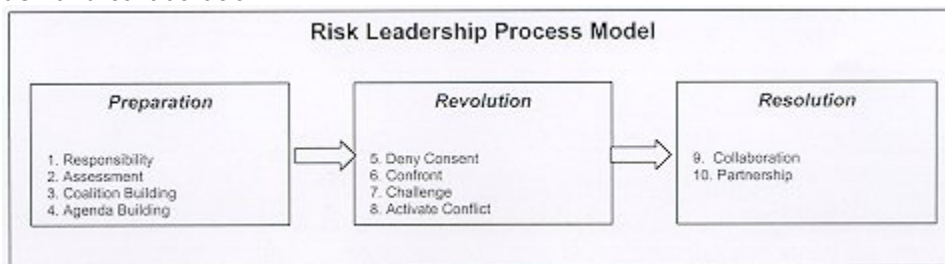 Risk Leadership Process Model
Preparation
1. Responsibility
2. Assessment
3. Coalition Building
4. Agenda Building
Revolution
5. Deny Consent
6. Confront
7. Challenge
8. Activate Conflict
Resolution
9. Collaboration
10. Partnership